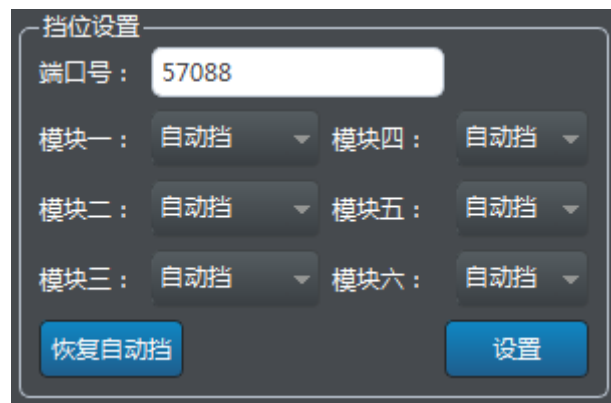 挡位设置
端口号： 57088
模块一： 自动挡 模块四： 自动挡
模块二： 自动挡 模块五： 自动挡
模块三： 自动挡 模块六： 自动挡
恢复自动挡 设置